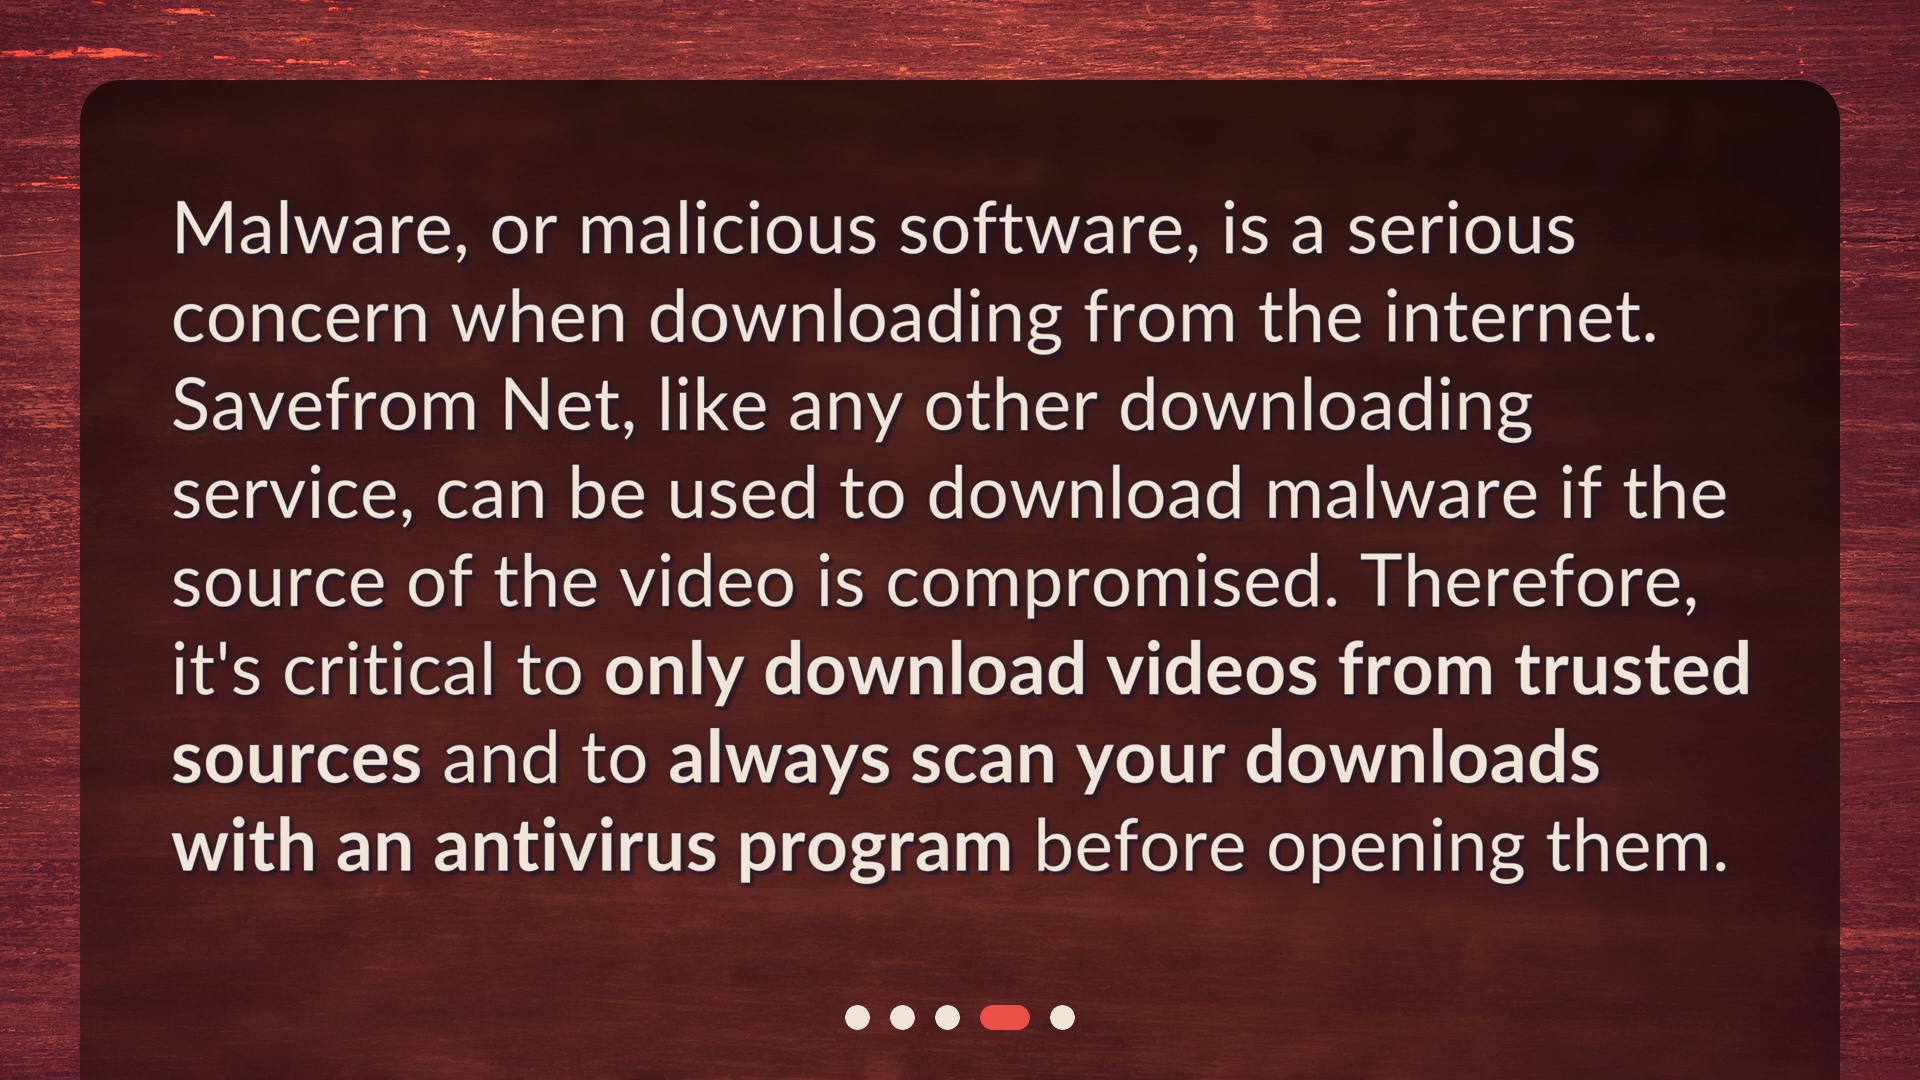 Malware, or malicious software, is a serious
concern when downloading from the internet.
Savefrom Net, like any other downloading
service, can be used to download malware if the
source of the video is compromised. Therefore,
it's critical to only download videos from trusted
sources and to always scan your downloads
with an antivirus program before opening them.